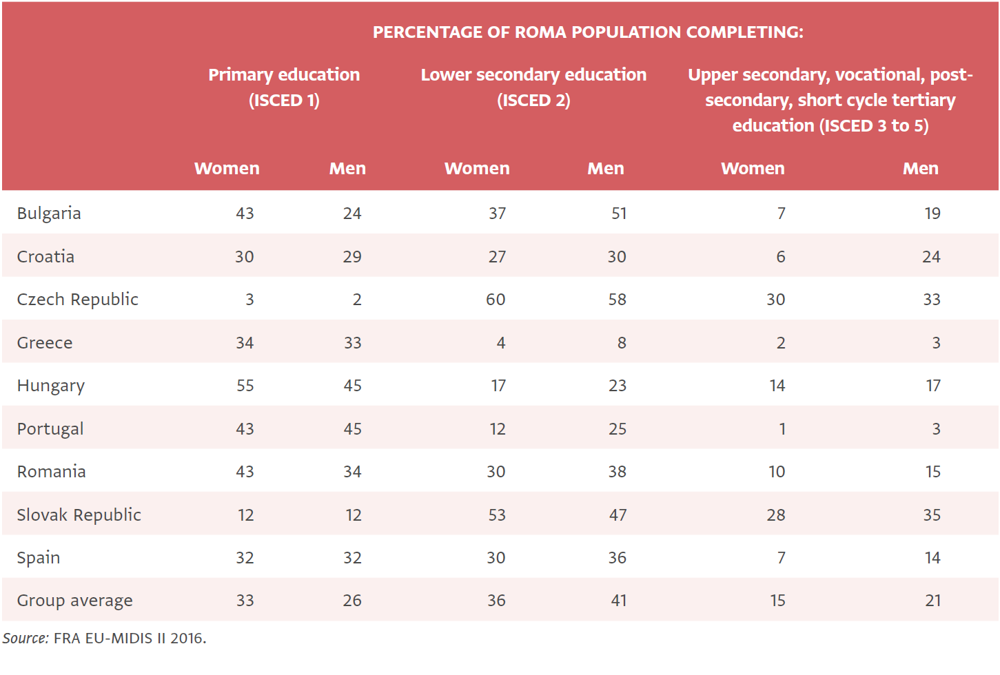 PERCENTAGE OF ROMA POPULATION COMPLETING:
Primary education (ISCED 1) Lower secondary education (ISCED 2) Upper secondary, vocational, post-secondary, short cycle tertiary education (ISCED 3 to 5)
Women Men Women Men Women Men
Bulgaria 43 24 37 51 7 19
Croatia 30 29 27 30 6 24
Czech Republic 3 2 60 58 30 33
Greece 34 33 4 8 2 3
Hungary 55 45 17 23 14 17
Portugal 43 45 12 25 1 3
Romania 43 34 30 38 10 15
Slovak Republic 12 12 53 47 28 35
Spain 32 32 30 36 7 14
Group average 33 26 36 41 15 21
Source: FRA EU-MIDIS II 2016.